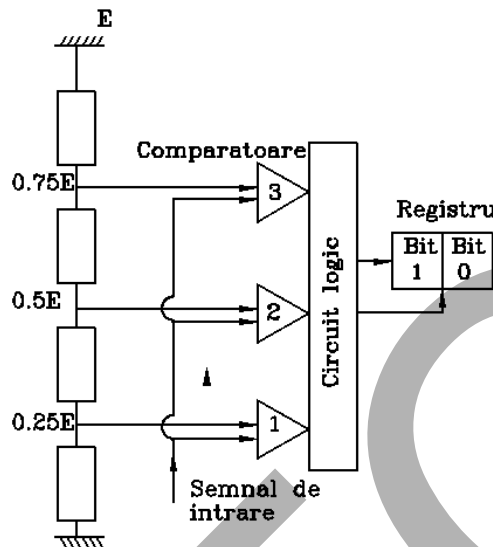 E
Comparatoare
0.75E
3
Registru
Bit Bit
1 0
0.5E
2
Circuit logic
0.25E
1
Semnal de
intrare